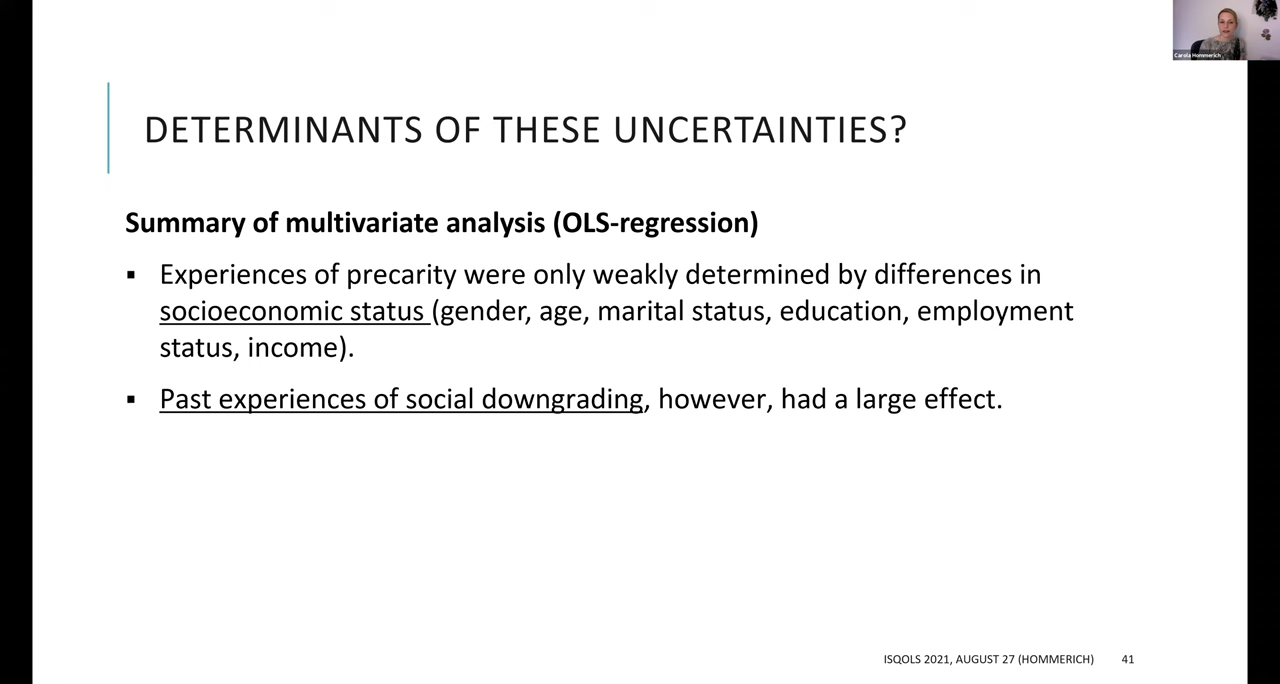 Carola Hommerich
DETERMINANTS OF THESE UNCERTAINTIES?
Summary of multivariate analysis (OLS-regression)
▪ Experiences of precarity were only weakly determined by differences in
socioeconomic status (gender, age, marital status, education, employment
status, income).
▪ Past experiences of social downgrading, however, had a large effect.
ISQOLS 2021, AUGUST 27 (HOMMERICH) 41